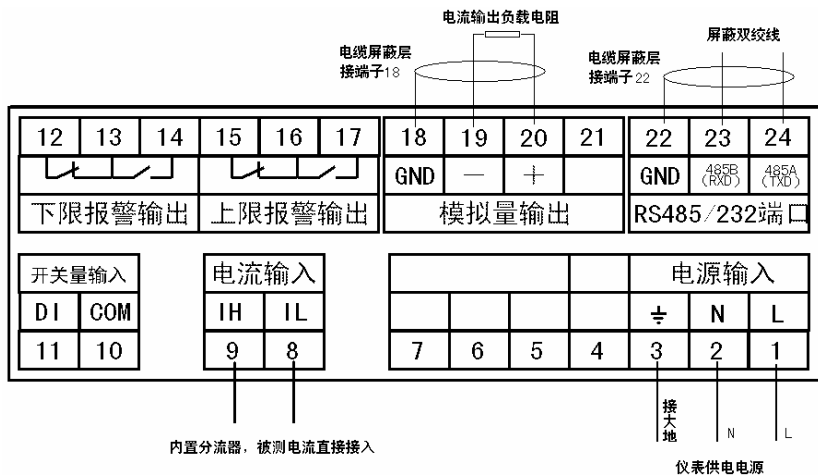 电流输出负载电阻
电缆屏蔽层
接端子18
电缆屏蔽层
接端子22
屏蔽双绞线
12 13 14 15 16 17 18 19 20 21 22 23 24
GND — + GND 485B (RXD) 485A (TXD)
下限报警输出 上限报警输出 模拟量输出 RS485/232端口
开关量输入 电流输入 电源输入
DI COM IH IL N L
11 10 9 8 7 6 5 4 3 2 1
接大地
N L
内置分流器，被测电流直接接入
仪表供电电源